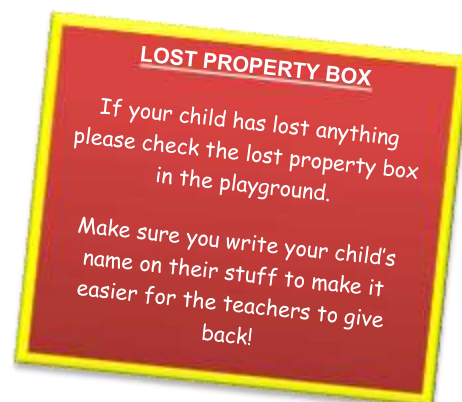 LOST PROPERTY BOX
If your child has lost anything
please check the lost property box
in the playground.
Make sure you write your child's
name on their stuff to make it
easier for the teachers to give
back!